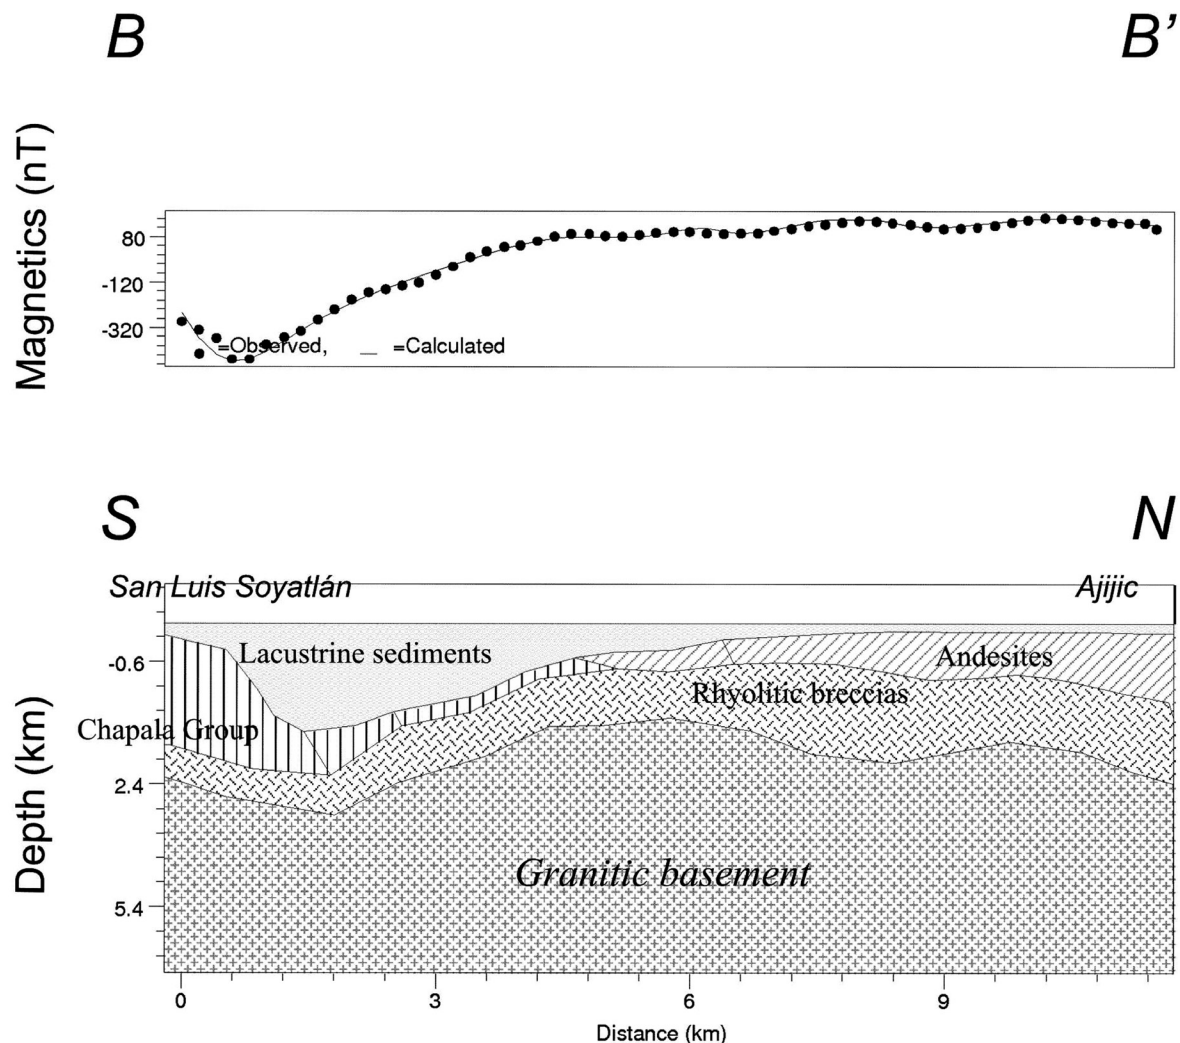 B B’
Magnetics (nT)
80
-120
-320
=Observed, __ =Calculated
S N
San Luis Soyatlán Ajijic
Depth (km)
-0.6
2.4
5.4
Lacustrine sediments
Andesites
Rhyolitic breccias
Chapala Group
Granitic basement
0 3 6 9
Distance (km)